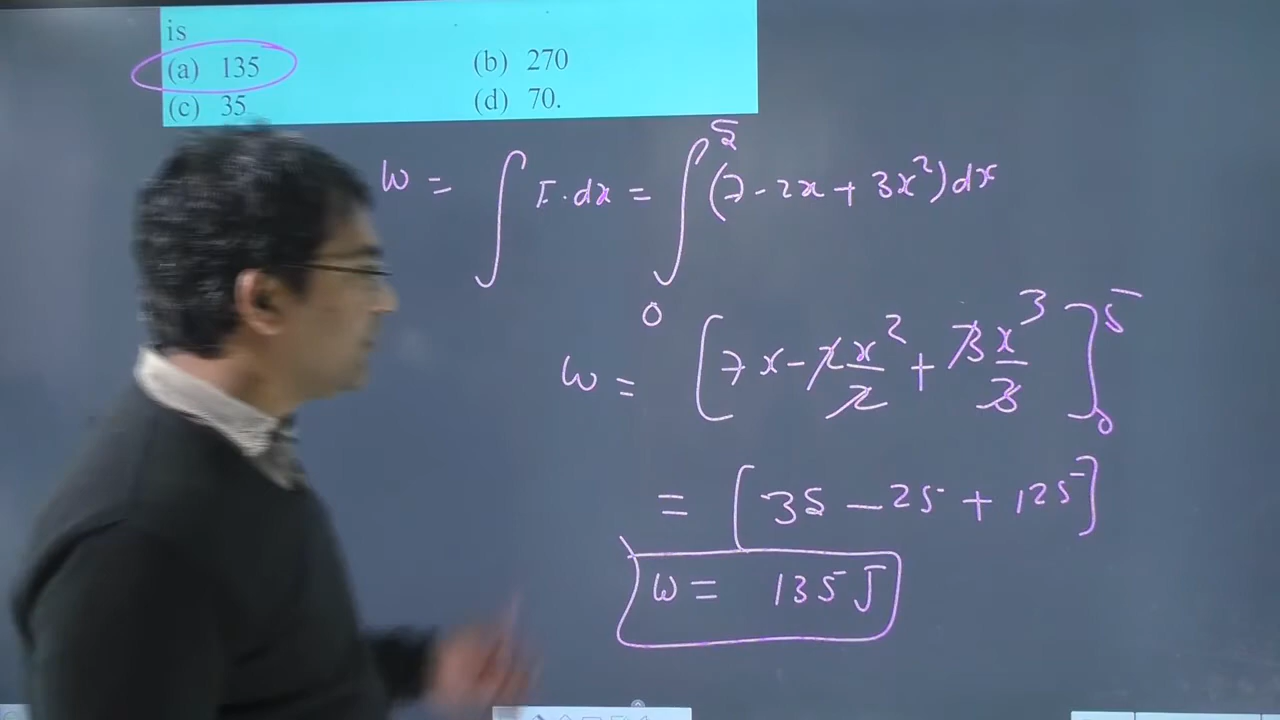 is
(a) 135 (b) 270
(c) 35 (d) 70.
W = ∫ F·dx = ∫₀⁵ (7 - 2x + 3x²) dx
W = [7x - 2x²/2 + 3x³/3]₀⁵
= [35 - 25 + 125]
W = 135 J